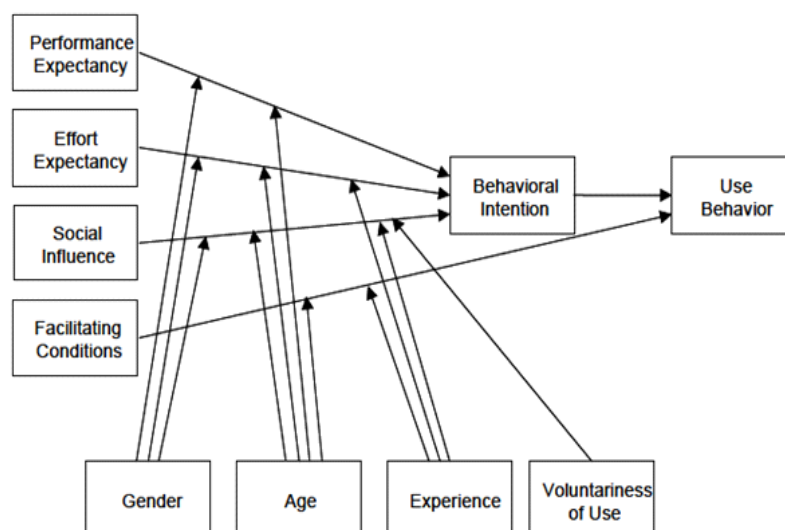 Performance
Expectancy
Effort
Expectancy
Social
Influence
Facilitating
Conditions
Behavioral
Intention
Use
Behavior
Gender
Age
Experience
Voluntariness
of Use